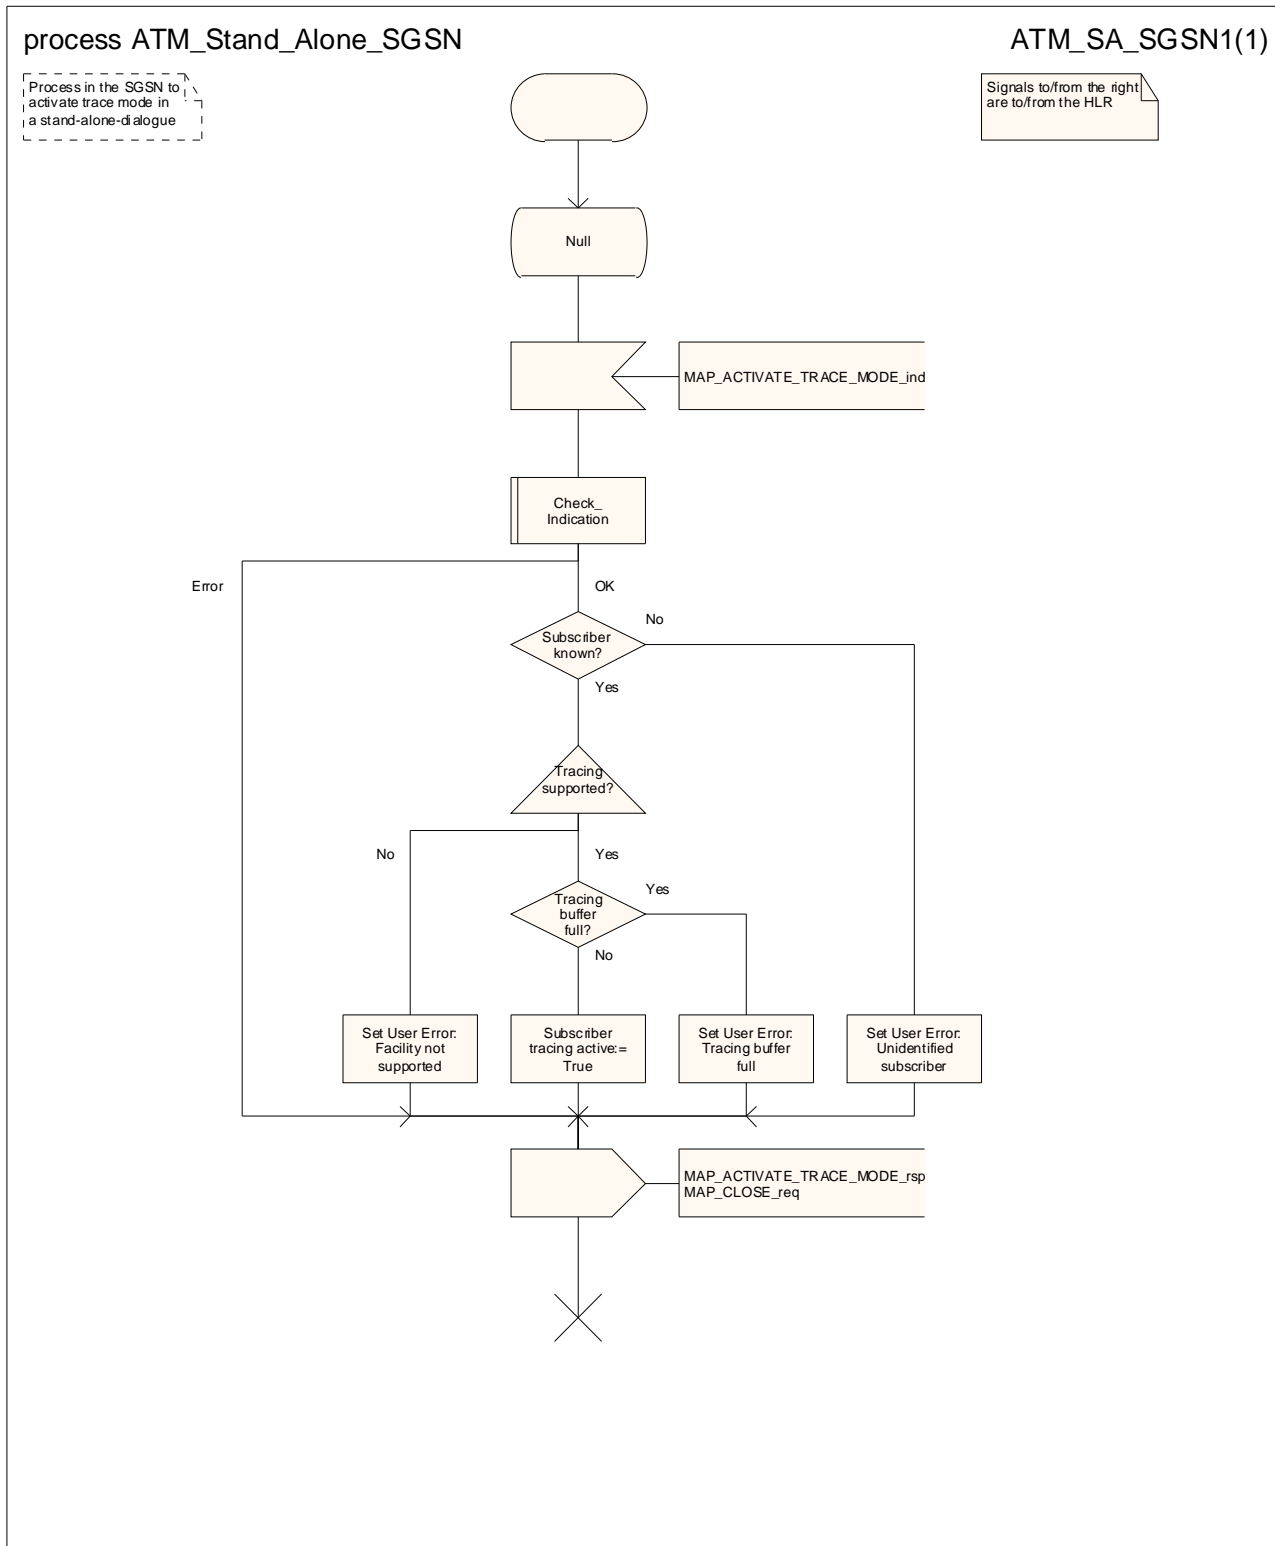 process ATM_Stand_Alone_SGSN
ATM_SA_SGSN1(1)
Process in the SGSN to
activate trace mode in
a stand-alone-dialogue
Signals to/from the right
are to/from the HLR
Null
MAP_ACTIVATE_TRACE_MODE_ind
Check_
Indication
Error
OK
No
Subscriber
known?
Yes
Tracing
supported?
No
Yes
Yes
Tracing
buffer
full?
No
Set User Error:
Facility not
supported
Subscriber
tracing active:=
True
Set User Error:
Tracing buffer
full
Set User Error:
Unidentified
subscriber
MAP_ACTIVATE_TRACE_MODE_rsp
MAP_CLOSE_req